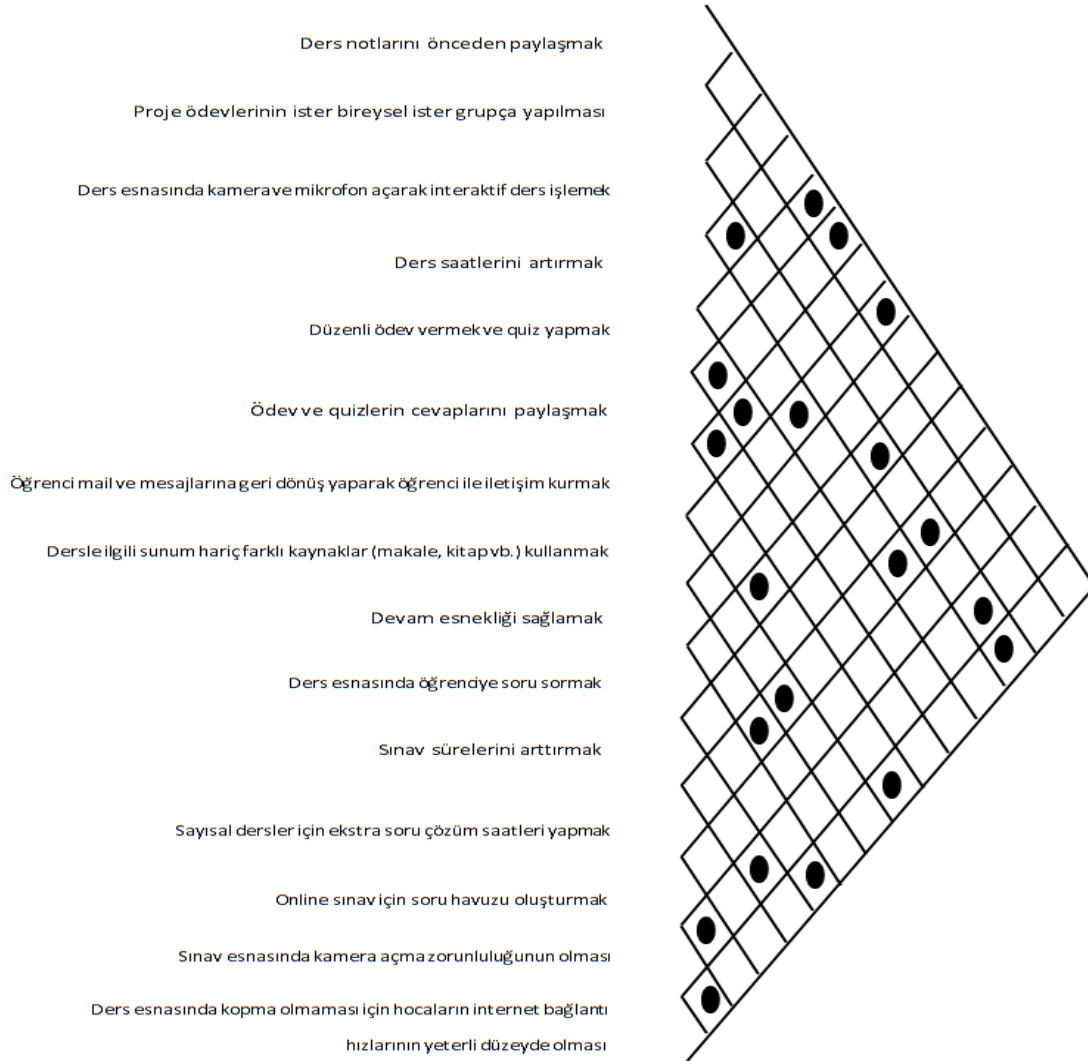 Ders notlarını önceden paylaşmak
Proje ödevlerinin ister bireysel ister grupça yapılması
Ders esnasında kamera ve mikrofon açarak interaktif ders işlemek
Ders saatlerini artırmak
Düzenli ödev vermek ve quiz yapmak
Ödev ve quizlerin cevaplarını paylaşmak
Öğrenci mail ve mesajlarına geri dönüş yaparak öğrenci ile iletişim kurmak
Dersle ilgili sunum hariç farklı kaynaklar (makale, kitap vb.) kullanmak
Devam esnekliği sağlamak
Ders esnasında öğrenciye soru sormak
Sınav sürelerini arttırmak
Sayısal dersler için ekstra soru çözüm saatleri yapmak
Online sınav için soru havuzu oluşturmak
Sınav esnasında kamera açma zorunluluğunun olması
Ders esnasında kopma olmaması için hocaların internet bağlantı
hızlarının yeterli düzeyde olması